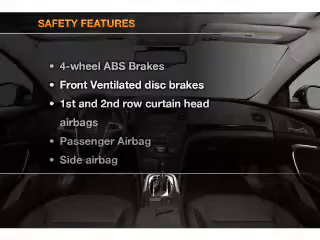 SAFETY FEATURES
• 4-wheel ABS Brakes
• Front Ventilated disc brakes
• 1st and 2nd row curtain head
airbags
• Passenger Airbag
• Side airbag